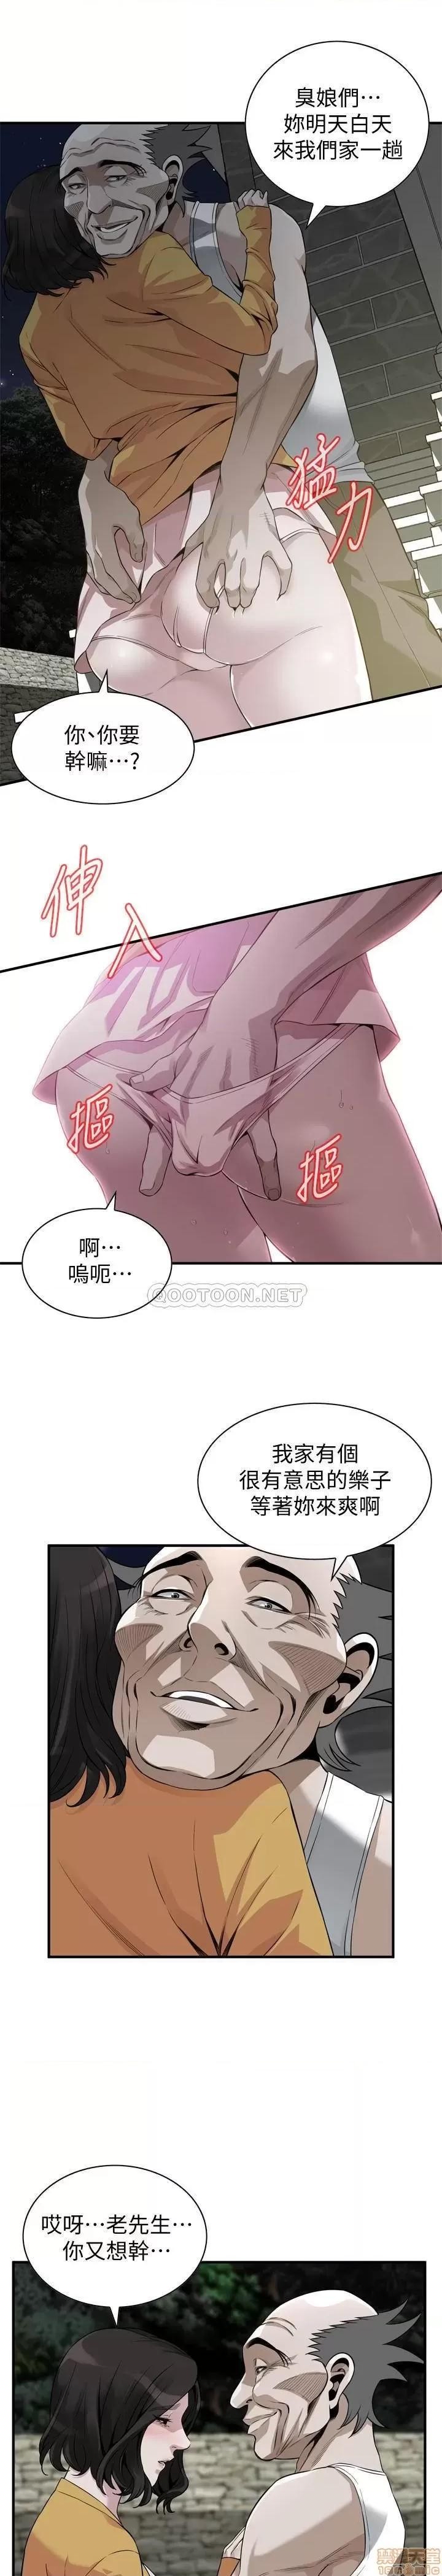 臭娘們…
妳明天白天
來我們家一趟
猛力
你、你要
幹嘛…?
伸入
摳
摳
啊…
嗚呃…
QOOTOON.NET
我家有個
很有意思的樂子
等著妳來爽啊
哎呀…老先生…
你又想幹…